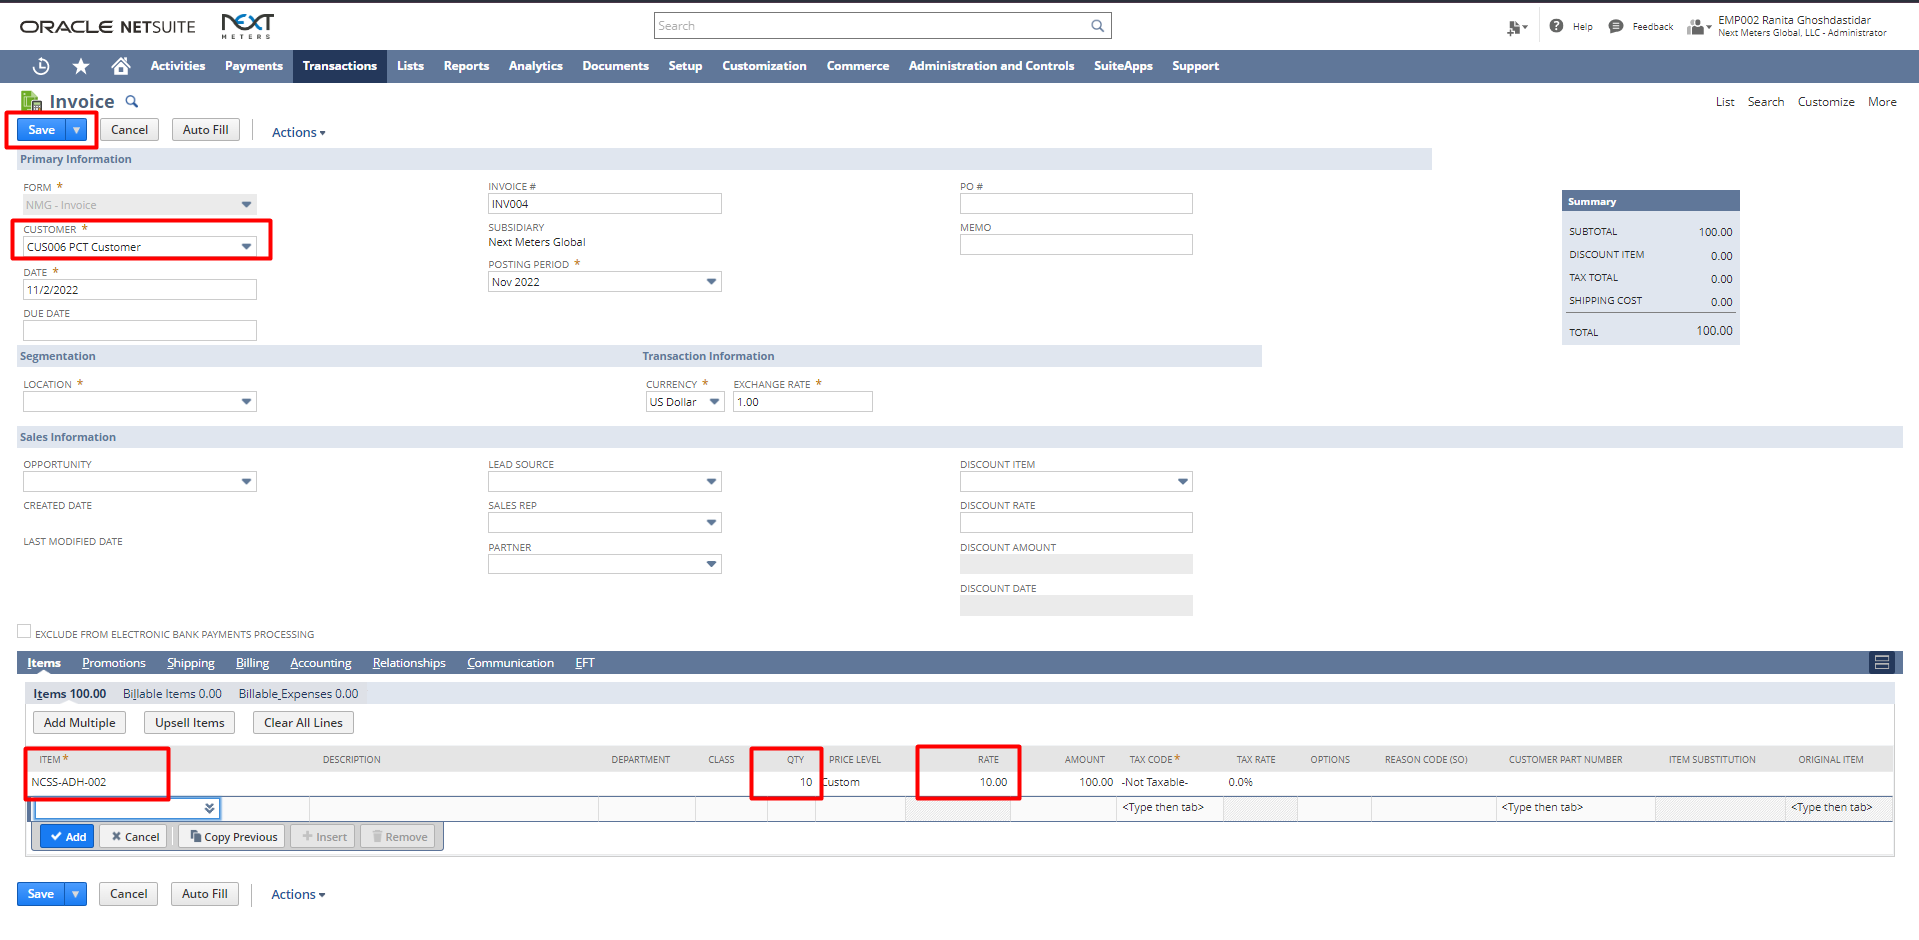 ORACLE NETSUITE NEXT METERS Search Help Feedback EMP002 Ranita Ghoshdastidar
Next Meters Global, LLC - Administrator
Activities Payments Transactions Lists Reports Analytics Documents Setup Customization Commerce Administration and Controls SuiteApps Support
Invoice List Search Customize More
Save Cancel Auto Fill Actions
Primary Information
FORM * INVOICE # PO #
NMG - Invoice INV004
CUSTOMER * SUBSIDIARY MEMO
CUS006 PCT Customer Next Meters Global
DATE * POSTING PERIOD *
11/2/2022 Nov 2022
DUE DATE
Summary
SUBTOTAL 100.00
DISCOUNT ITEM 0.00
TAX TOTAL 0.00
SHIPPING COST 0.00
TOTAL 100.00
Segmentation Transaction Information
LOCATION * CURRENCY * EXCHANGE RATE *
US Dollar 1.00
Sales Information
OPPORTUNITY LEAD SOURCE DISCOUNT ITEM
CREATED DATE SALES REP DISCOUNT RATE
LAST MODIFIED DATE PARTNER DISCOUNT AMOUNT
DISCOUNT DATE
EXCLUDE FROM ELECTRONIC BANK PAYMENTS PROCESSING
Items Promotions Shipping Billing Accounting Relationships Communication EFT
Items 100.00 Billable Items 0.00 Billable Expenses 0.00
Add Multiple Upsell Items Clear All Lines
ITEM * DESCRIPTION DEPARTMENT CLASS QTY PRICE LEVEL RATE AMOUNT TAX CODE * TAX RATE OPTIONS REASON CODE (SO) CUSTOMER PART NUMBER ITEM SUBSTITUTION ORIGINAL ITEM
NCSS-ADH-002 10 Custom 10.00 100.00 -Not Taxable- 0.0%
<Type then tab> <Type then tab> <Type then tab>
Add Cancel Copy Previous Insert Remove
Save Cancel Auto Fill Actions